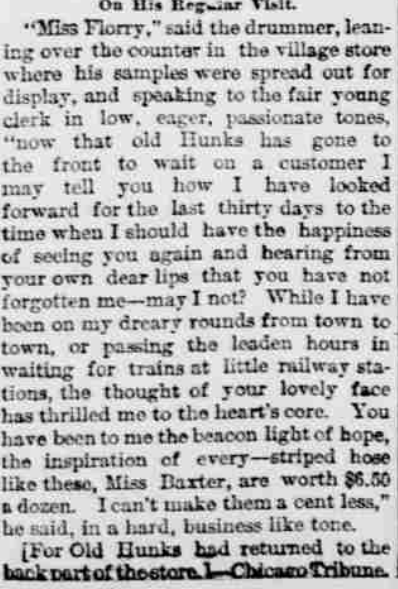 On His Regular Visit.
"Miss Florry," said the drummer, lean-
ing over the counter in the village store
where his samples were spread out for
display, and speaking to the fair young
clerk in low, eager, passionate tones,
"now that old Hunks has gone to
the front to wait on a customer I
may tell you how I have looked
forward for the last thirty days to the
time when I should have the happiness
of seeing you again and hearing from
your own dear lips that you have not
forgotten me—may I not? While I have
been on my dreary rounds from town to
town, or passing the leaden hours in
waiting for trains at little railway sta-
tions, the thought of your lovely face
has thrilled me to the heart's core. You
have been to me the beacon light of hope,
the inspiration of every—striped hose
like these, Miss Baxter, are worth $6.50
a dozen. I can't make them a cent less,"
he said, in a hard, business like tone.
[For Old Hunks had returned to the
back part of the store.]—Chicago Tribune.